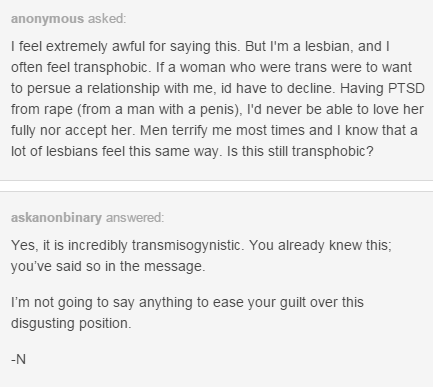 anonymous asked:
I feel extremely awful for saying this. But I'm a lesbian, and I
often feel transphobic. If a woman who were trans were to want
to persue a relationship with me, id have to decline. Having PTSD
from rape (from a man with a penis), I'd never be able to love her
fully nor accept her. Men terrify me most times and I know that a
lot of lesbians feel this same way. Is this still transphobic?
askanonbinary answered:
Yes, it is incredibly transmisogynistic. You already knew this;
you've said so in the message.
I'm not going to say anything to ease your guilt over this
disgusting position.
-N